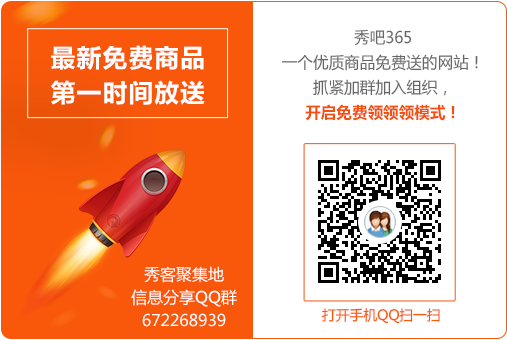 最新免费商品
第一时间放送
秀客聚集地
信息分享QQ群
672268939
秀吧365
一个优质商品免费送的网站！
抓紧加群加入组织，
开启免费领领领模式！
打开手机QQ扫一扫